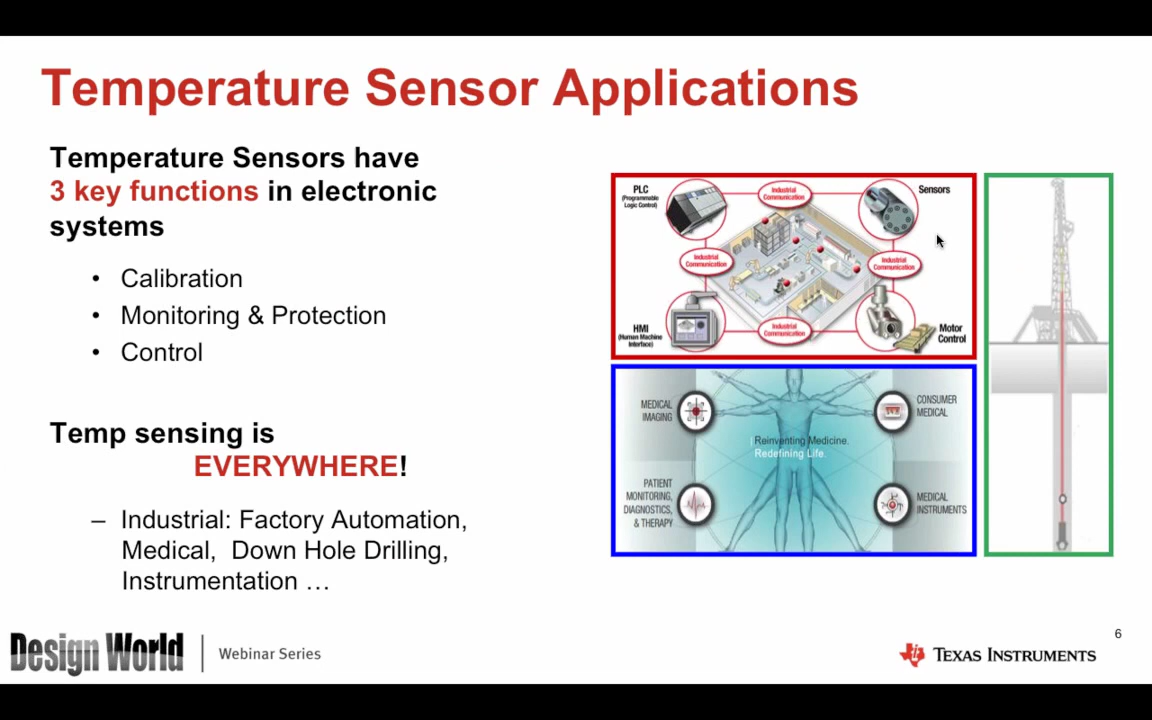 Temperature Sensor Applications
Temperature Sensors have
3 key functions in electronic
systems
• Calibration
• Monitoring & Protection
• Control
Temp sensing is
EVERYWHERE!
– Industrial: Factory Automation,
Medical, Down Hole Drilling,
Instrumentation …
PLC
(Programmable
Logic Control)
Industrial
Communication
Sensors
Industrial
Communication
Industrial
Communication
HMI
(Human Machine
Interface)
Industrial
Communication
Motor
Control
MEDICAL
IMAGING
CONSUMER
MEDICAL
Reinventing Medicine.
Redefining Life.
PATIENT
MONITORING,
DIAGNOSTICS,
& THERAPY
MEDICAL
INSTRUMENTS
6
Design World
Webinar Series
TEXAS INSTRUMENTS